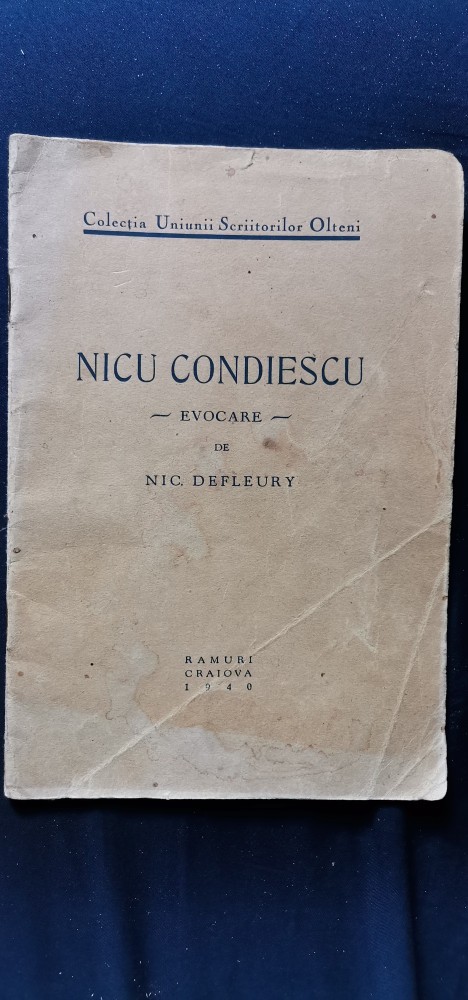 Colecția Uniunii Scriitorilor Olteni
NICU CONDIESCU
~ EVOCARE ~
DE
NIC. DEFLEURY
RAMURI
CRAIOVA
1940